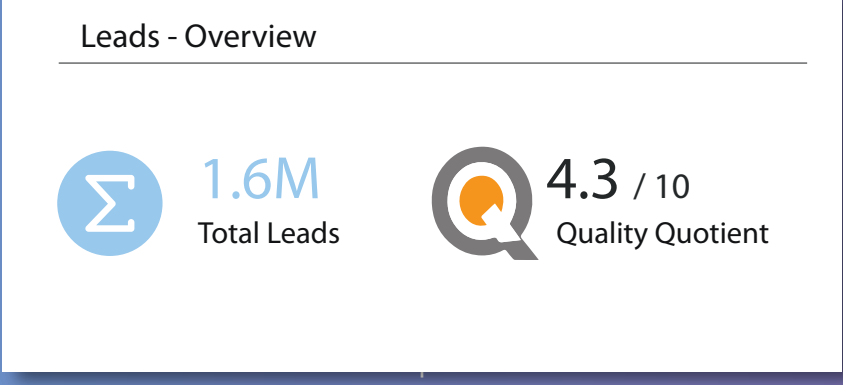 Leads - Overview
Σ
1.6M
Total Leads
Q
4.3 / 10
Quality Quotient